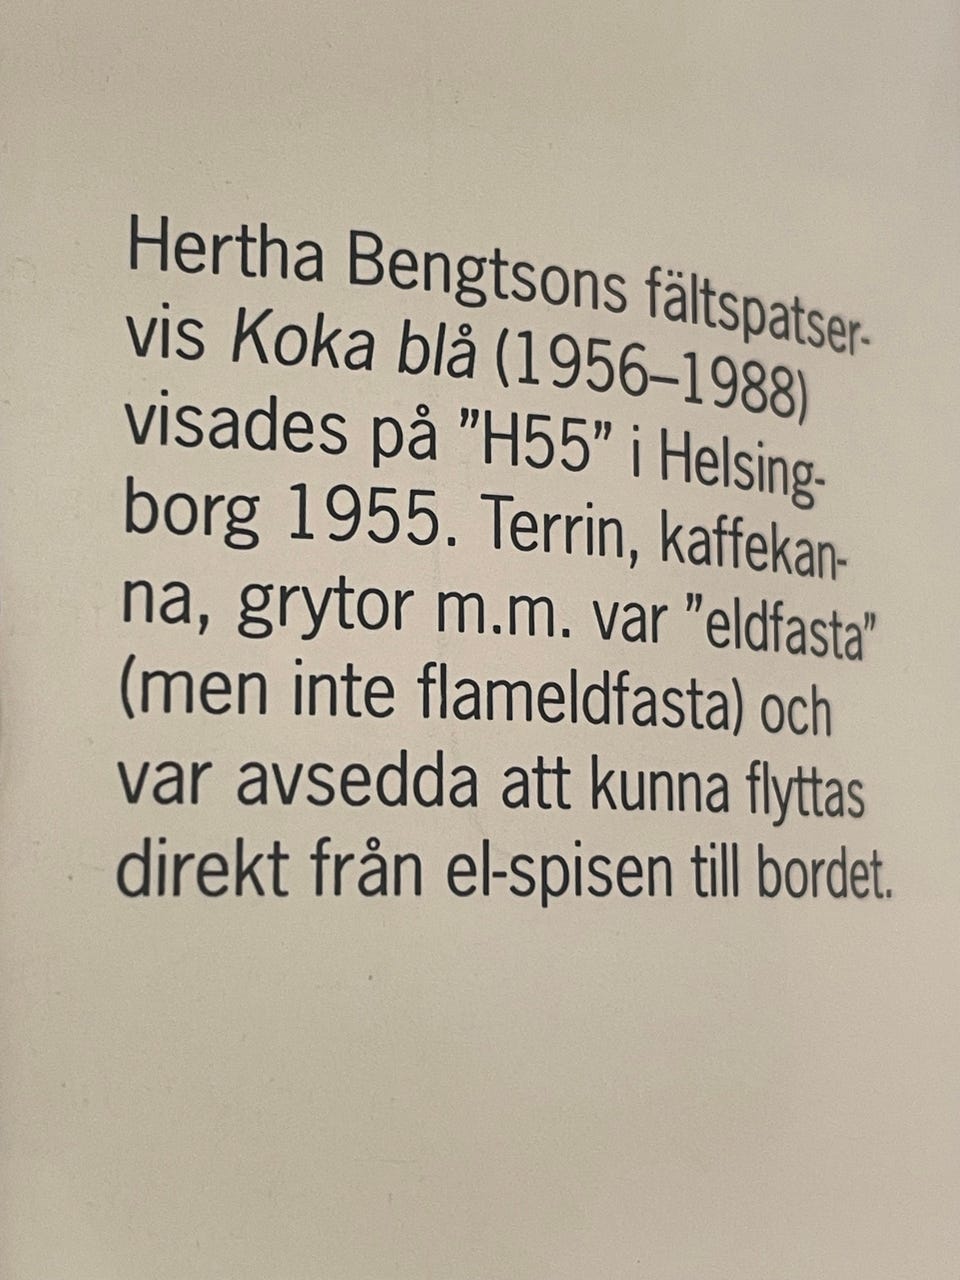 Hertha Bengtsons fältspatser-
vis Koka blå (1956–1988)
visades på ”H55” i Helsing-
borg 1955. Terrin, kaffekan-
na, grytor m.m. var ”eldfasta”
(men inte flameldfasta) och
var avsedda att kunna flyttas
direkt från el-spisen till bordet.